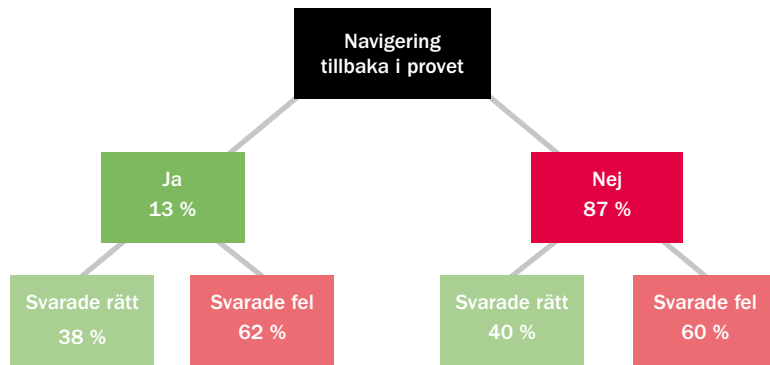 Navigering
tillbaka i provet
Ja
13 %
Nej
87 %
Svarade rätt
38 %
Svarade fel
62 %
Svarade rätt
40 %
Svarade fel
60 %